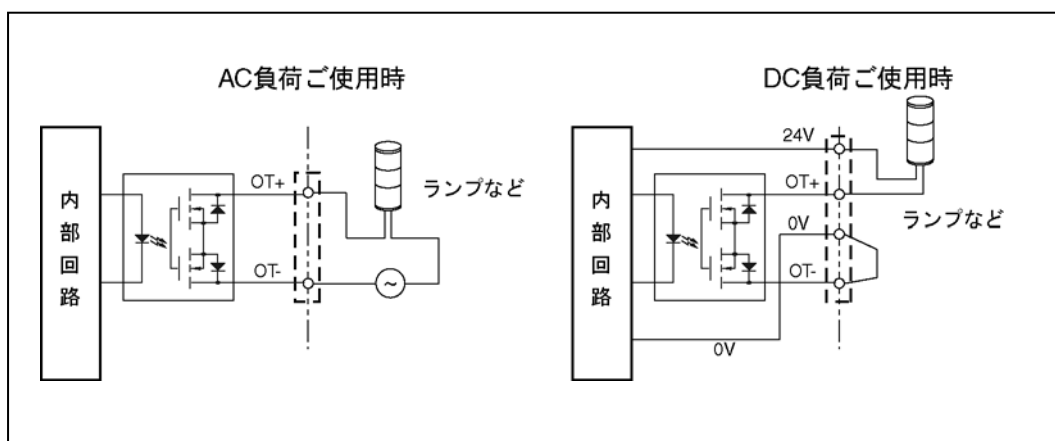 AC負荷ご使用時
内部回路
OT+
OT-
ランプなど
~
DC負荷ご使用時
内部回路
24V
OT+
0V
OT-
0V
ランプなど